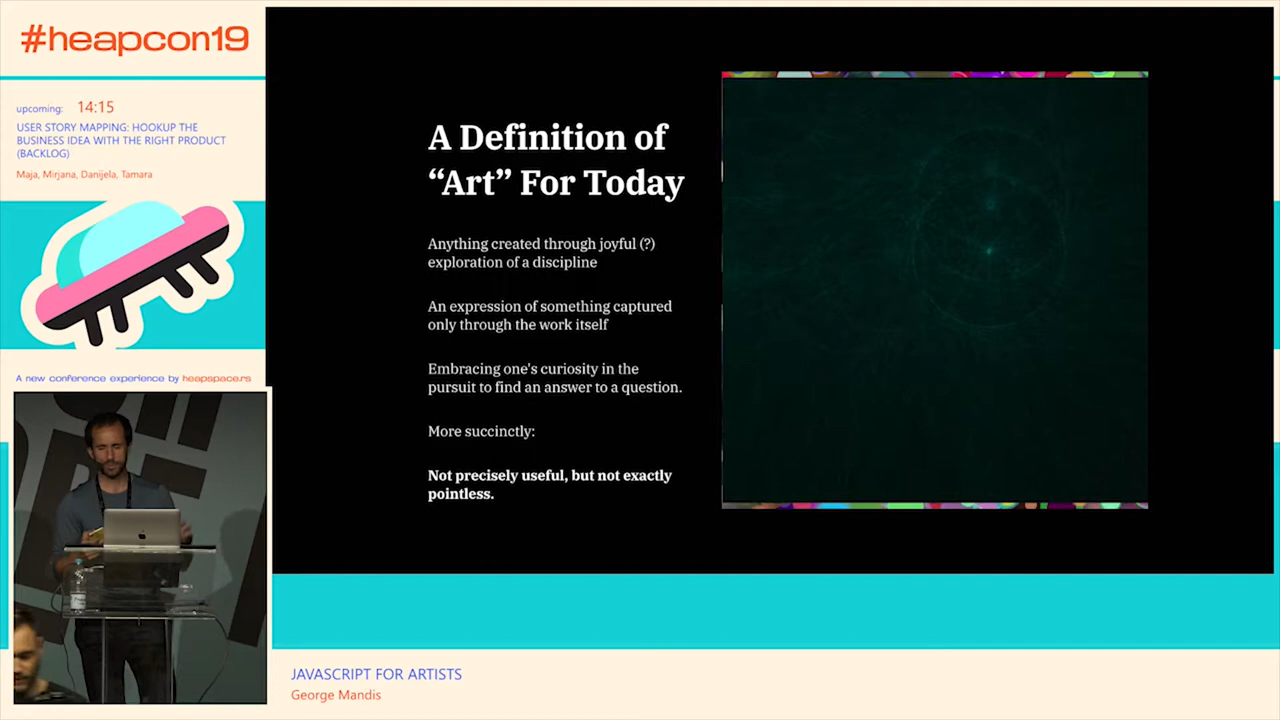 #heapcon19
upcoming: 14:15
USER STORY MAPPING: HOOKUP THE
BUSINESS IDEA WITH THE RIGHT PRODUCT
(BACKLOG)
Maja, Mirjana, Danijela, Tamara
A new conference experience by heapspace.rs
A Definition of
“Art” For Today
Anything created through joyful (?)
exploration of a discipline
An expression of something captured
only through the work itself
Embracing one's curiosity in the
pursuit to find an answer to a question.
More succinctly:
Not precisely useful, but not exactly
pointless.
JAVASCRIPT FOR ARTISTS
George Mandis